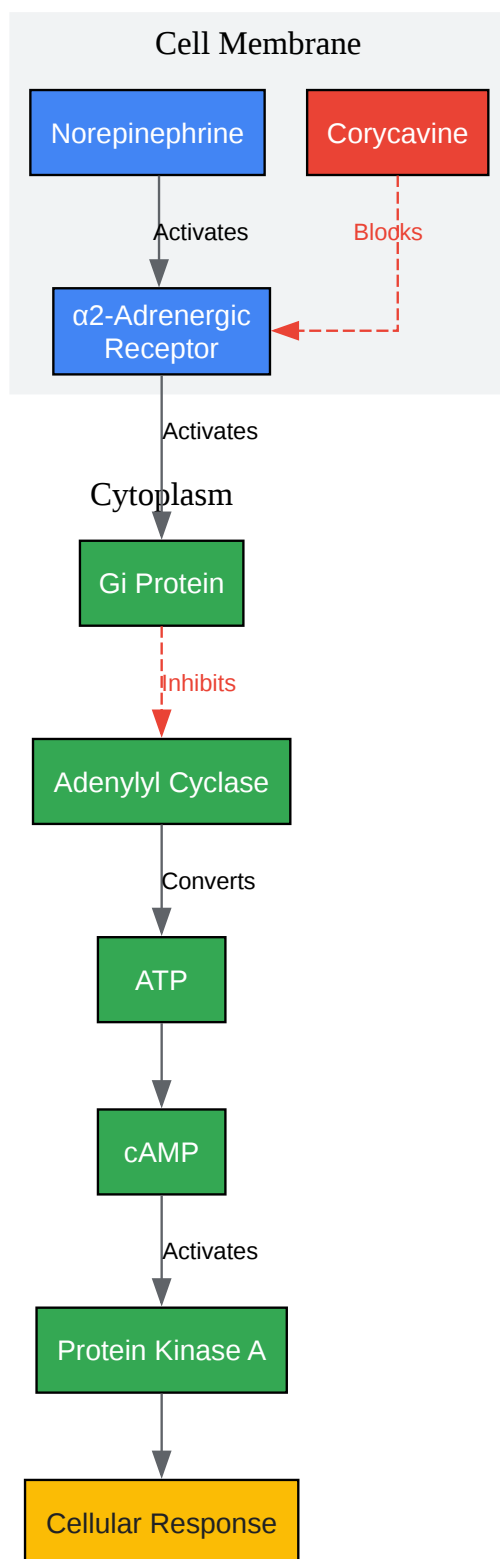 Cell Membrane
Norepinephrine
Corycavine
Activates
Blocks
α2-Adrenergic
Receptor
Activates
Cytoplasm
Gi Protein
Inhibits
Adenylyl Cyclase
Converts
ATP
cAMP
Activates
Protein Kinase A
Cellular Response